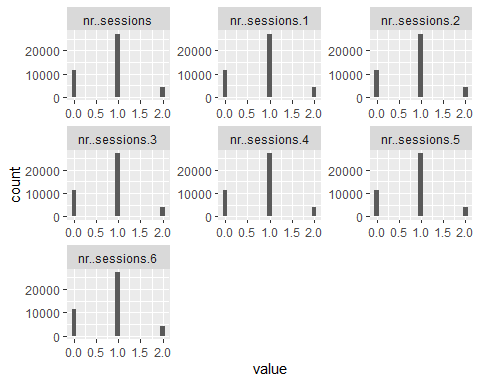 nr..sessions nr..sessions.1 nr..sessions.2
20000 20000 20000
10000 10000 10000
0 0 0
0.0 0.5 1.0 1.5 2.0 0.0 0.5 1.0 1.5 2.0 0.0 0.5 1.0 1.5 2.0
nr..sessions.3 nr..sessions.4 nr..sessions.5
count
20000 20000 20000
10000 10000 10000
0 0 0
0.0 0.5 1.0 1.5 2.0 0.0 0.5 1.0 1.5 2.0 0.0 0.5 1.0 1.5 2.0
nr..sessions.6
20000
10000
0
0.0 0.5 1.0 1.5 2.0
value